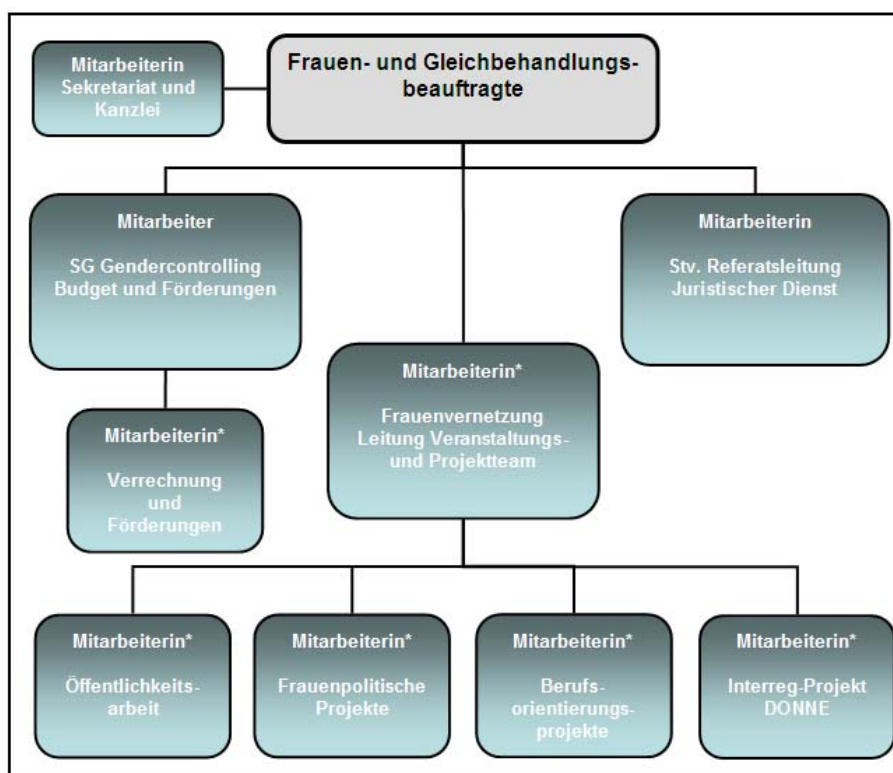 Mitarbeiterin
Sekretariat und
Kanzlei
Frauen- und Gleichbehandlungs-
beauftragte
Mitarbeiter
SG Gendercontrolling
Budget und Förderungen
Mitarbeiterin
Stv. Referatsleitung
Juristischer Dienst
Mitarbeiterin*
Frauenvernetzung
Leitung Veranstaltungs-
und Projektteam
Mitarbeiterin*
Verrechnung
und
Förderungen
Mitarbeiterin*
Öffentlichkeits-
arbeit
Mitarbeiterin*
Frauenpolitische
Projekte
Mitarbeiterin*
Berufs-
orientierungs-
projekte
Mitarbeiterin*
Interreg-Projekt
DONNE